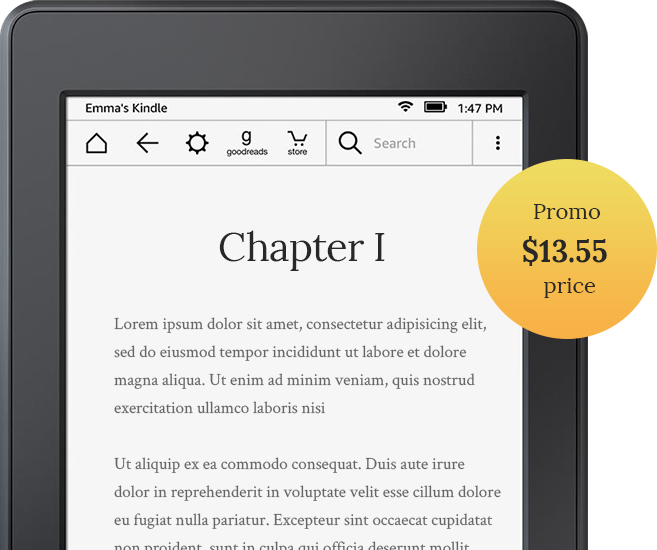 Emma's Kindle
1:47 PM
g
goodreads
store
Search
Promo
$13.55
price
Chapter I
Lorem ipsum dolor sit amet, consectetur adipisicing elit,
sed do eiusmod tempor incididunt ut labore et dolore
magna aliqua. Ut enim ad minim veniam, quis nostrud
exercitation ullamco laboris nisi
Ut aliquip ex ea commodo consequat. Duis aute irure
dolor in reprehenderit in voluptate velit esse cillum dolore
eu fugiat nulla pariatur. Excepteur sint occaecat cupidatat
non proident, sunt in culpa qui officia deserunt mollit